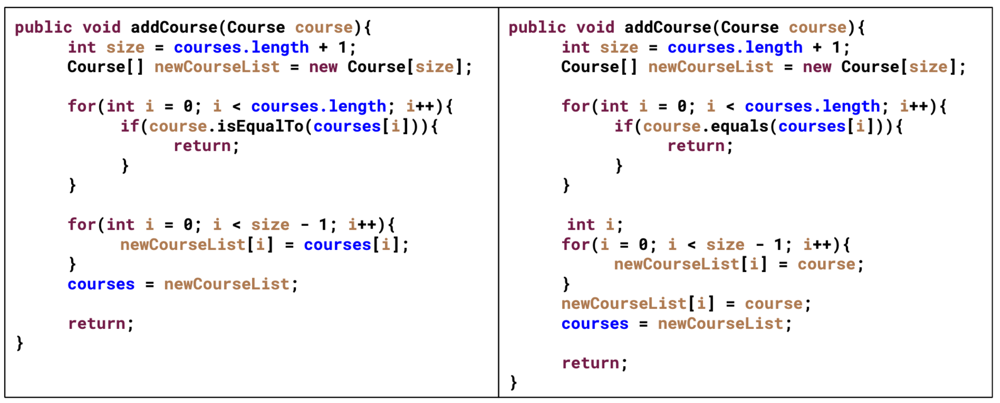 public void addCourse(Course course){
int size = courses.length + 1;
Course[] newCourseList = new Course[size];
for(int i = 0; i < courses.length; i++){
if(course.isEqualTo(courses[i])){
return;
}
}
for(int i = 0; i < size - 1; i++){
newCourseList[i] = courses[i];
}
courses = newCourseList;
return;
}
public void addCourse(Course course){
int size = courses.length + 1;
Course[] newCourseList = new Course[size];
for(int i = 0; i < courses.length; i++){
if(course.equals(courses[i])){
return;
}
}
int i;
for(i = 0; i < size - 1; i++){
newCourseList[i] = course;
}
newCourseList[i] = course;
courses = newCourseList;
return;
}